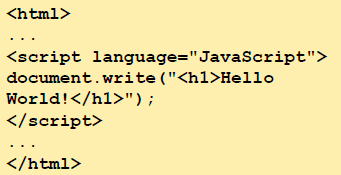 <html>
...
<script language="JavaScript">
document.write("<h1>Hello
World!</h1>");
</script>
...
</html>